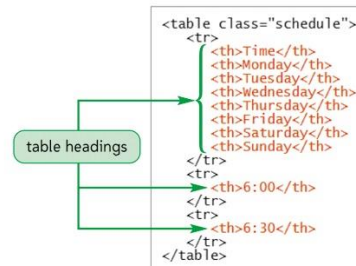 <table class="schedule">
<tr>
<th>Time</th>
<th>Monday</th>
<th>Tuesday</th>
<th>Wednesday</th>
<th>Thursday</th>
<th>Friday</th>
<th>Saturday</th>
<th>Sunday</th>
</tr>
<tr>
<th>6:00</th>
</tr>
<tr>
<th>6:30</th>
</tr>
</table>
table headings